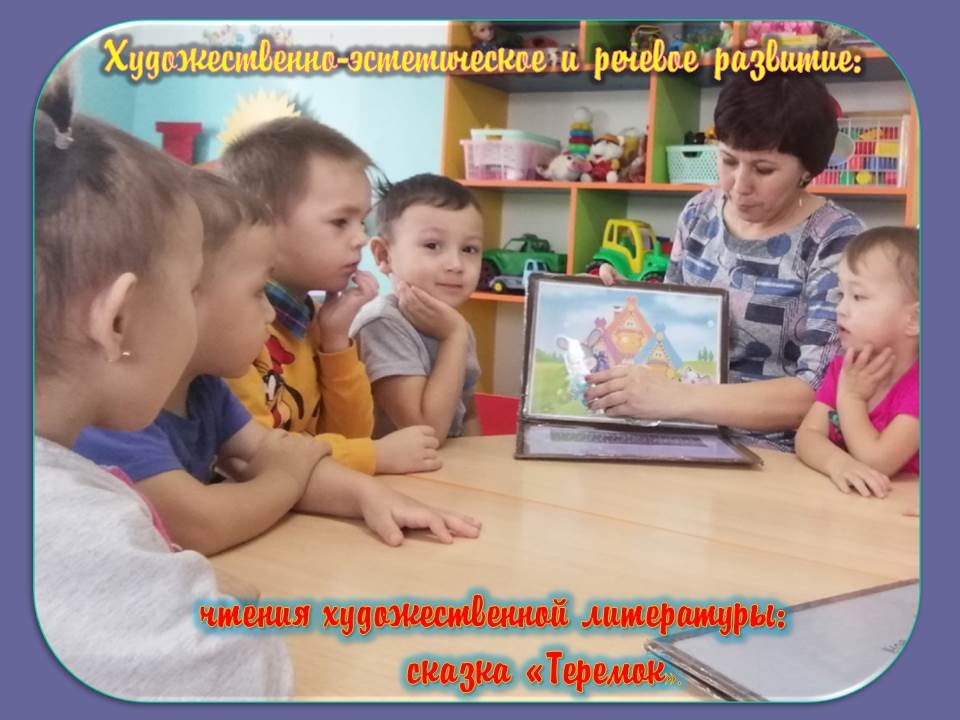 Художественно-эстетическое и речевое развитие:
чтения художественной литературы:
сказка «Теремок».